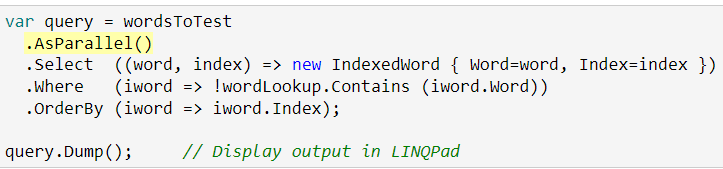 var query = wordsToTest
  .AsParallel()
  .Select  ((word, index) => new IndexedWord { Word=word, Index=index })
  .Where   (iword => !wordLookup.Contains (iword.Word))
  .OrderBy (iword => iword.Index);

query.Dump();     // Display output in LINQPad